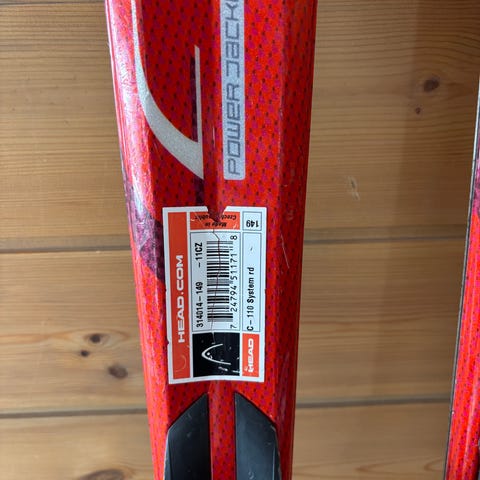 POWER JACKE
HEAD.COM
314014-149 -11CZ
7 24794 51171 8
Made in
Czech Republic
149
HEAD
C - 110 System rd -